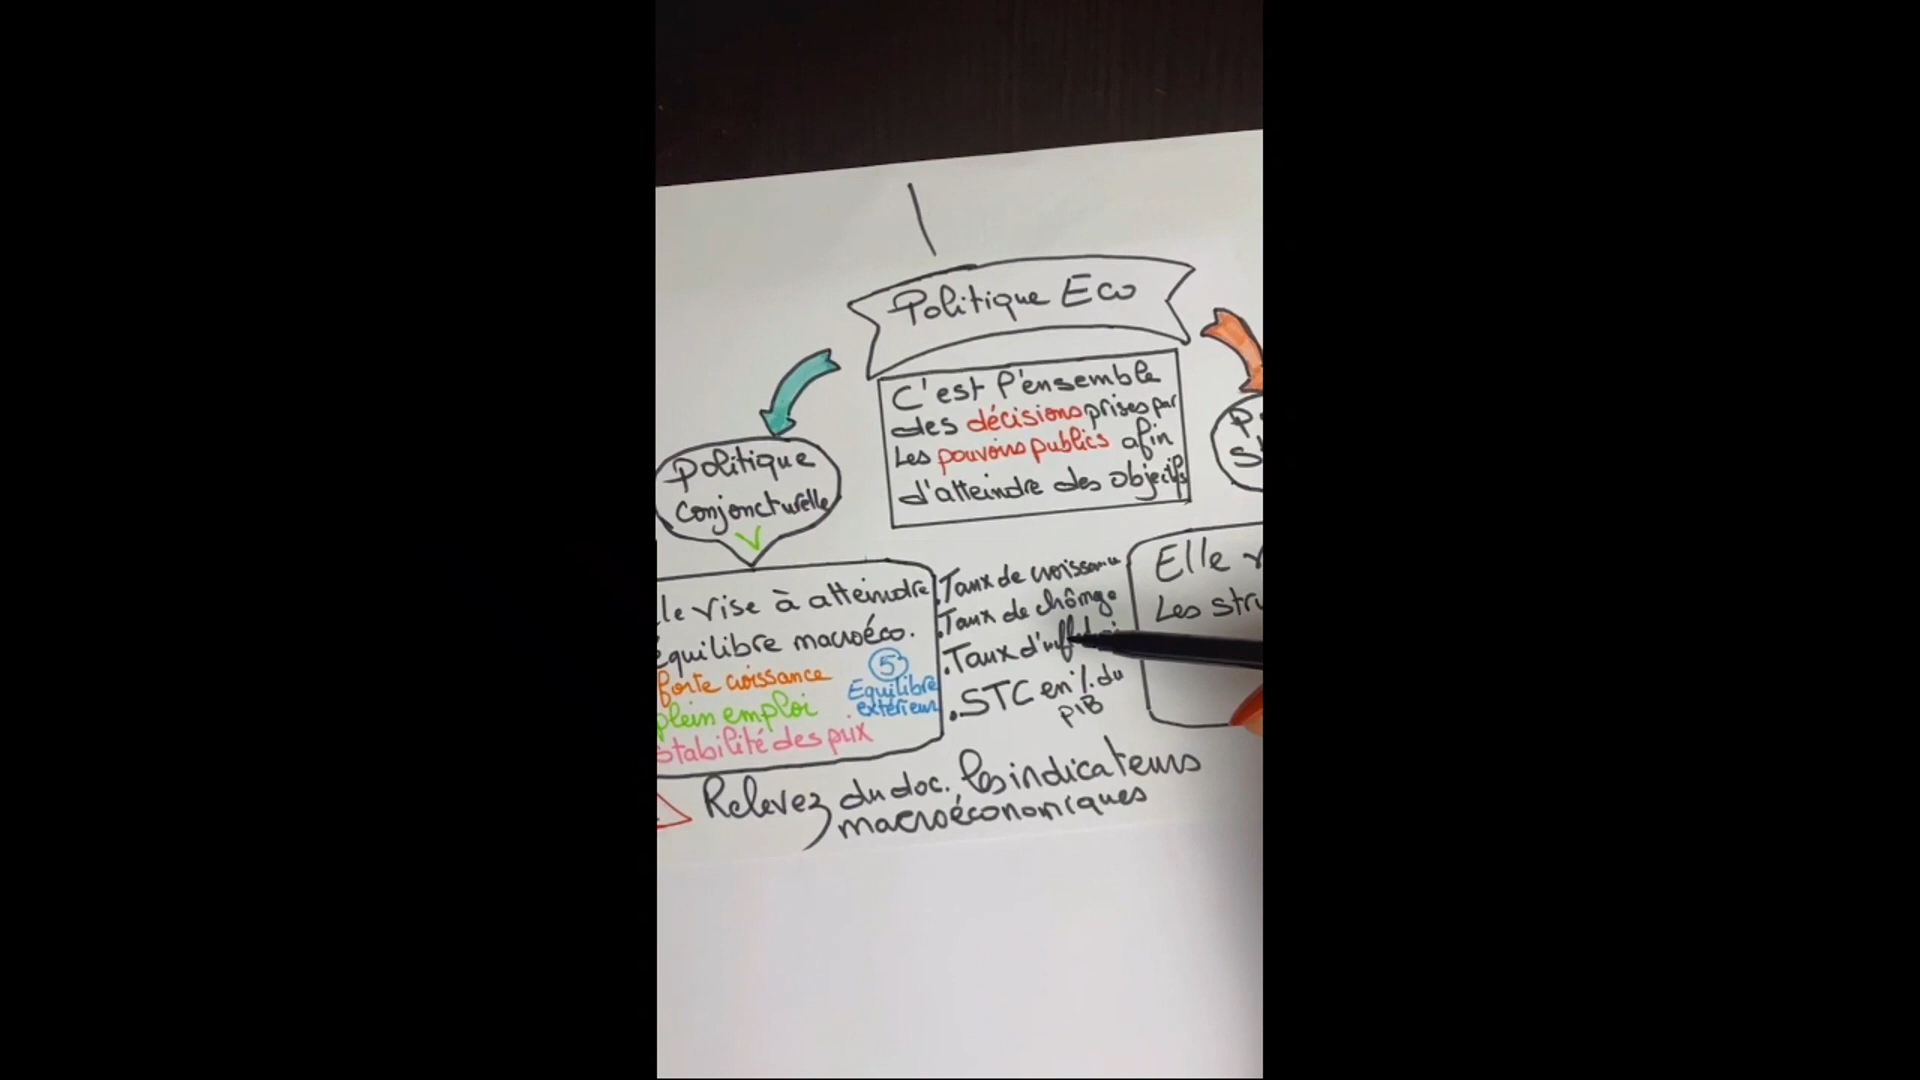 Politique Eco
C'est l'ensemble
des décisions prises par
Les pouvoirs publics afin
d'atteindre des objectifs
Politique
conjoncturelle
le vise à atteindre
équilibre macroéco.
forte croissance
plein emploi
stabilité des prix
5
Equilibre
extérieur
.Taux de croissance
.Taux de chômage
.Taux
.STC en % du
PIB
Elle
Les
Relevez du doc. les indicateurs
macroéconomiques